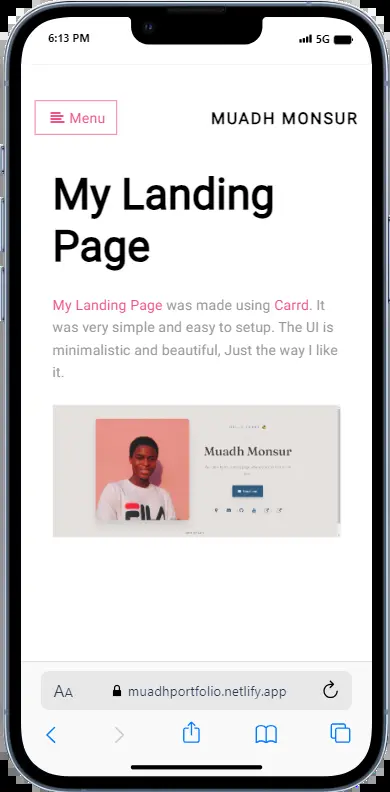 6:13 PM
5G
Menu
MUADH MONSUR
My Landing
Page
My Landing Page was made using Carrd. It
was very simple and easy to setup. The UI is
minimalistic and beautiful, Just the way I like
it.
Muadh Monsur
FILA
AA
muadhportfolio.netlify.app